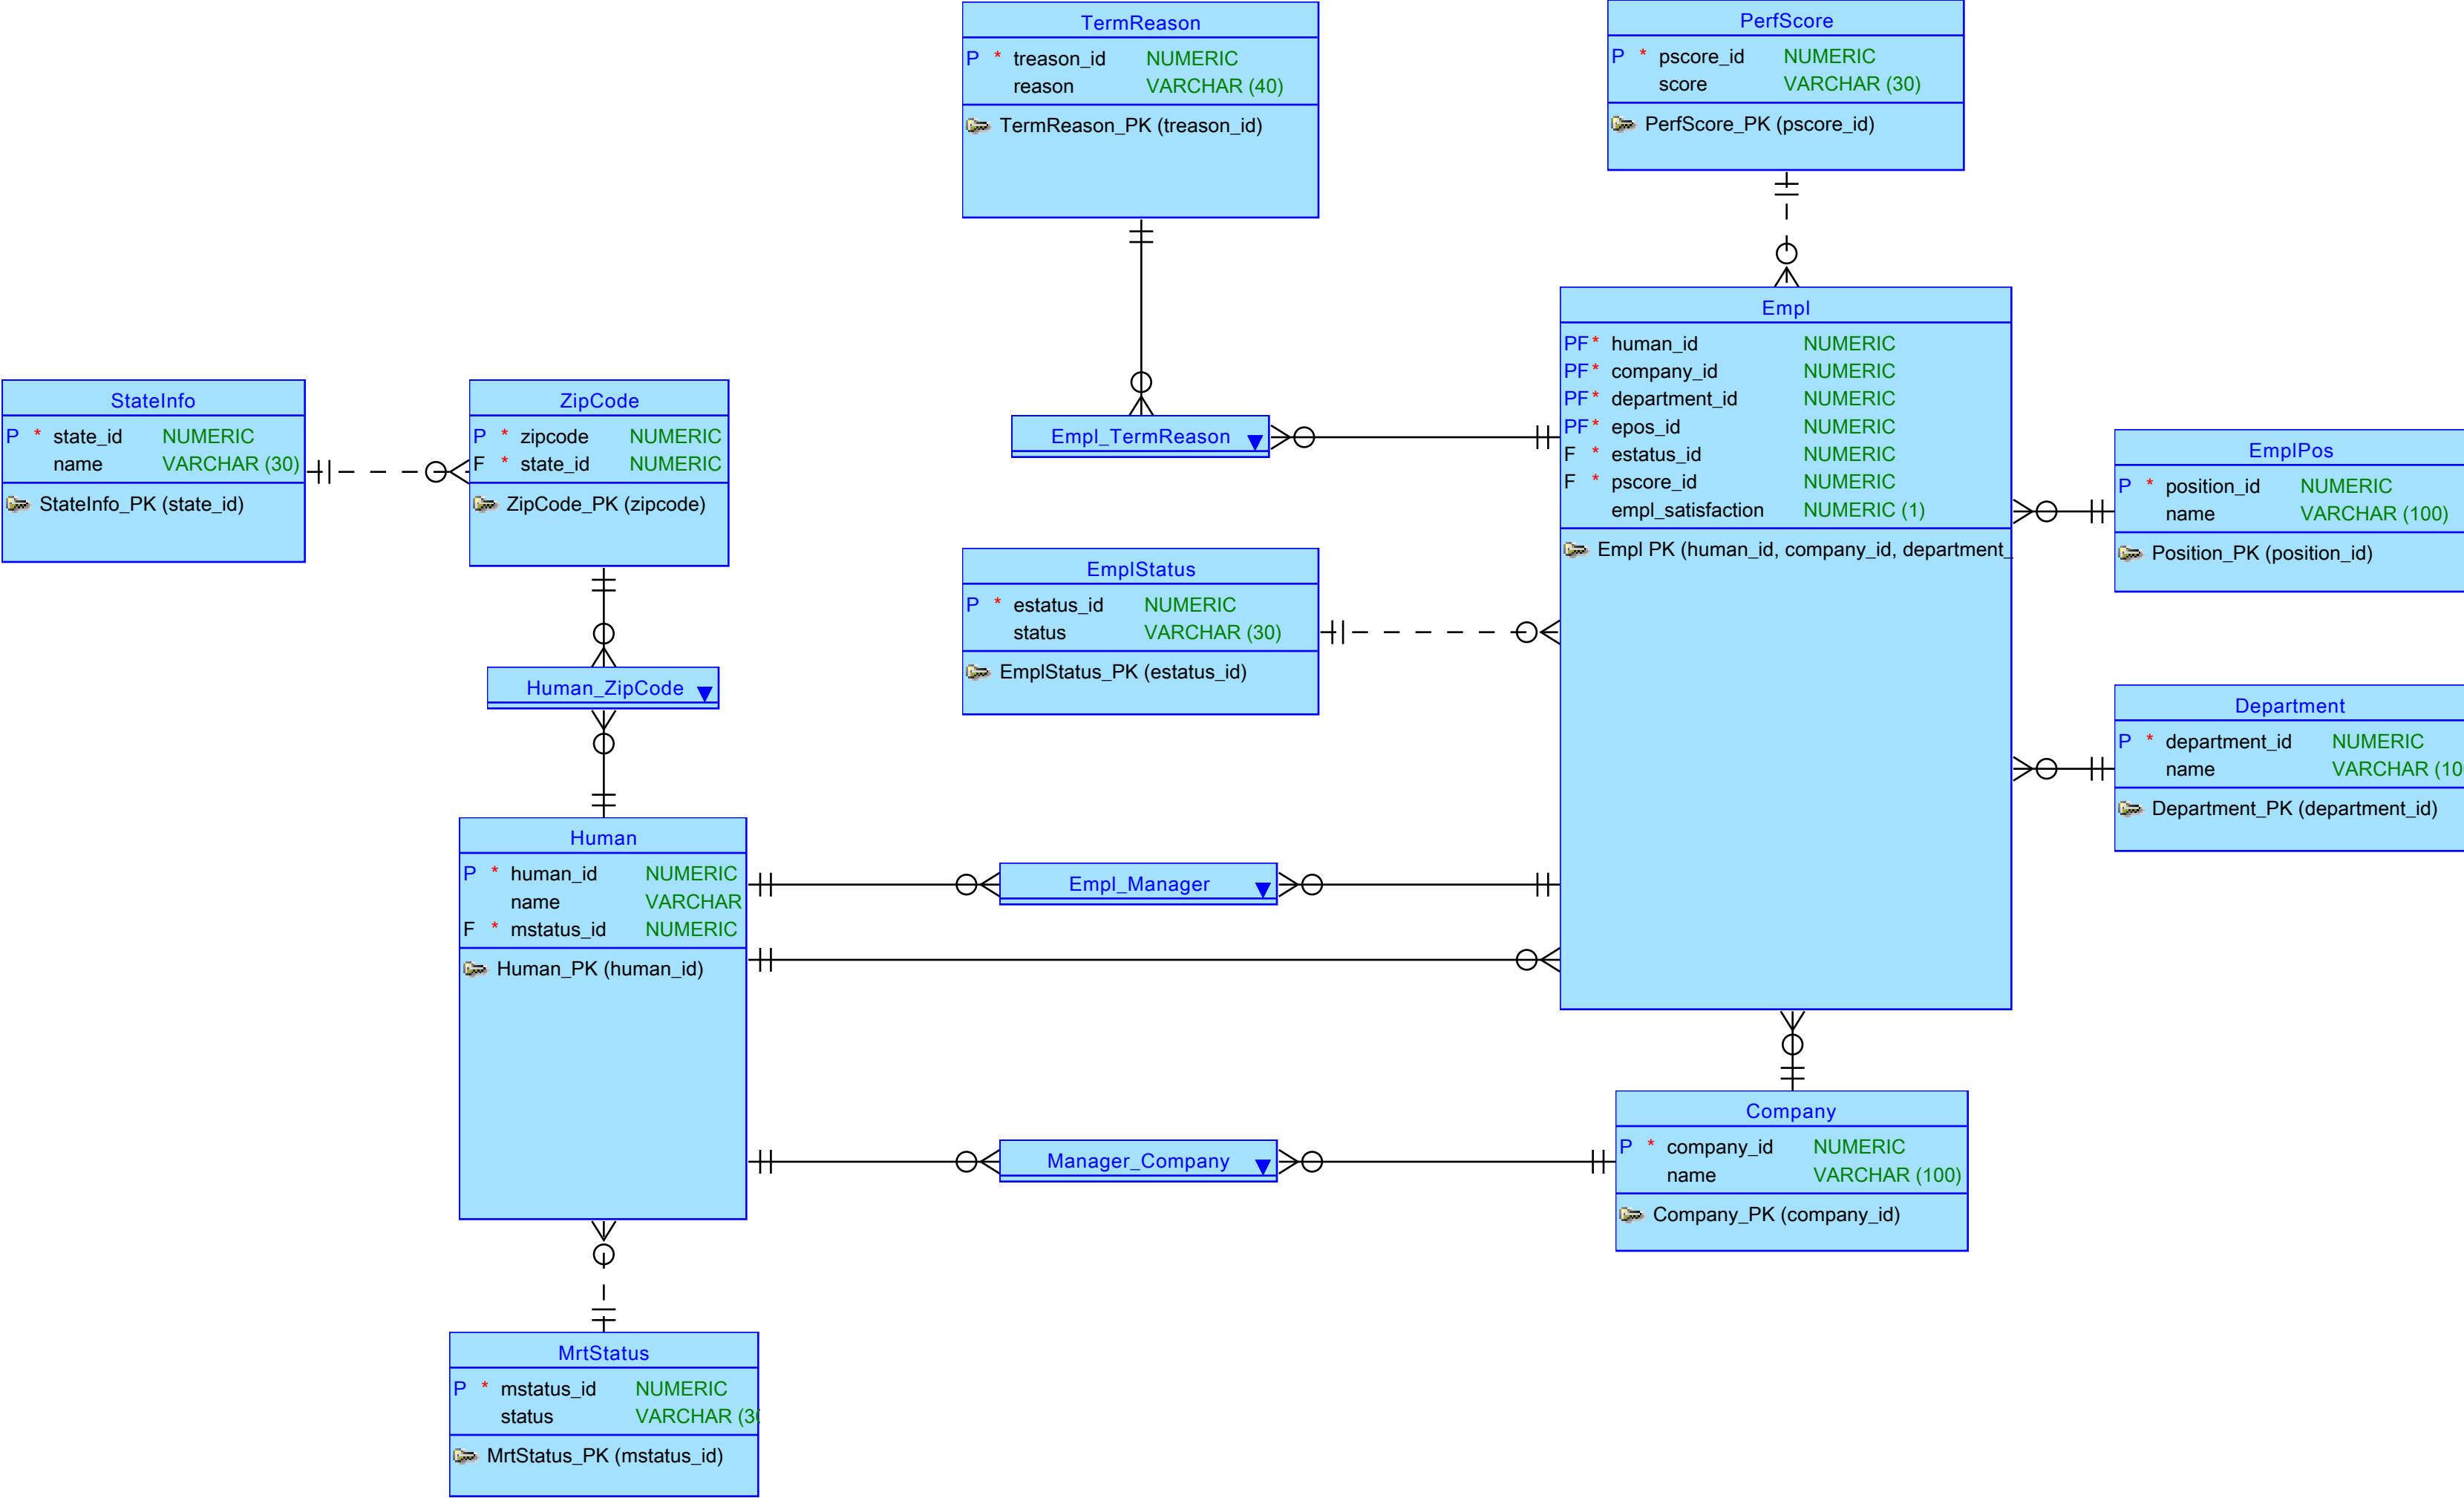 TermReason
P * treason_id NUMERIC
reason VARCHAR (40)
TermReason_PK (treason_id)
PerfScore
P * pscore_id NUMERIC
score VARCHAR (30)
PerfScore_PK (pscore_id)
Empl
PF * human_id NUMERIC
PF * company_id NUMERIC
PF * department_id NUMERIC
PF * epos_id NUMERIC
F * estatus_id NUMERIC
F * pscore_id NUMERIC
empl_satisfaction NUMERIC (1)
Empl PK (human_id, company_id, department_
StateInfo
P * state_id NUMERIC
name VARCHAR (30)
StateInfo_PK (state_id)
ZipCode
P * zipcode NUMERIC
F * state_id NUMERIC
ZipCode_PK (zipcode)
Empl_TermReason
EmplPos
P * position_id NUMERIC
name VARCHAR (100)
Position_PK (position_id)
EmplStatus
P * estatus_id NUMERIC
status VARCHAR (30)
EmplStatus_PK (estatus_id)
Human_ZipCode
Department
P * department_id NUMERIC
name VARCHAR (10
Department_PK (department_id)
Human
P * human_id NUMERIC
name VARCHAR
F * mstatus_id NUMERIC
Human_PK (human_id)
Empl_Manager
Manager_Company
Company
P * company_id NUMERIC
name VARCHAR (100)
Company_PK (company_id)
MrtStatus
P * mstatus_id NUMERIC
status VARCHAR (30
MrtStatus_PK (mstatus_id)